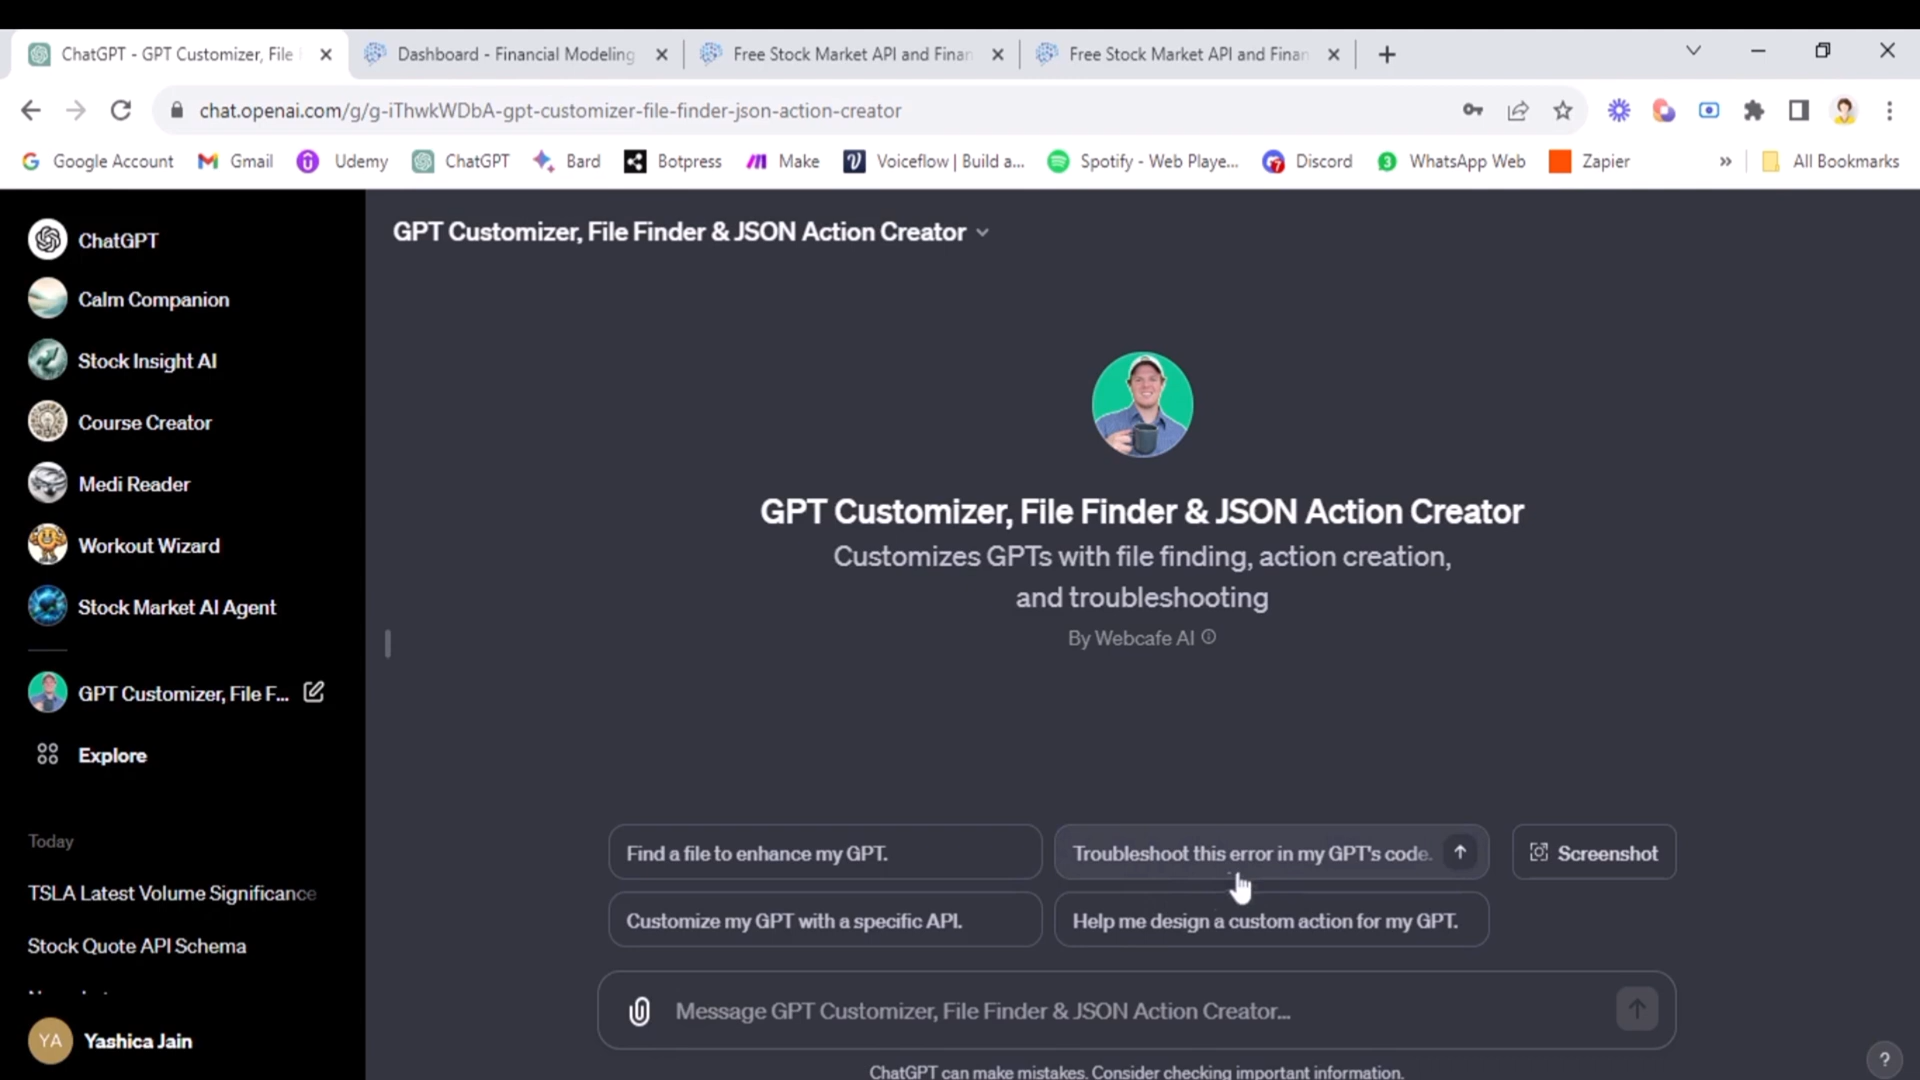 ChatGPT - GPT Customizer, File
Dashboard - Financial Modeling
Free Stock Market API and Finan
Free Stock Market API and Finan
chat.openai.com/g/g-iThwkWDbA-gpt-customizer-file-finder-json-action-creator
Google Account
Gmail
Udemy
ChatGPT
Bard
Botpress
Make
Voiceflow | Build a...
Spotify - Web Playe...
Discord
3
WhatsApp Web
Zapier
»
All Bookmarks
ChatGPT
Calm Companion
Stock Insight AI
Course Creator
Medi Reader
Workout Wizard
Stock Market AI Agent
GPT Customizer, File F...
Explore
Today
TSLA Latest Volume Significance
Stock Quote API Schema
YA
Yashica Jain
GPT Customizer, File Finder & JSON Action Creator
GPT Customizer, File Finder & JSON Action Creator
Customizes GPTs with file finding, action creation,
and troubleshooting
By Webcafe AI
Find a file to enhance my GPT.
Troubleshoot this error in my GPT's code.
Screenshot
Customize my GPT with a specific API.
Help me design a custom action for my GPT.
Message GPT Customizer, File Finder & JSON Action Creator...
ChatGPT can make mistakes. Consider checking important information.
?